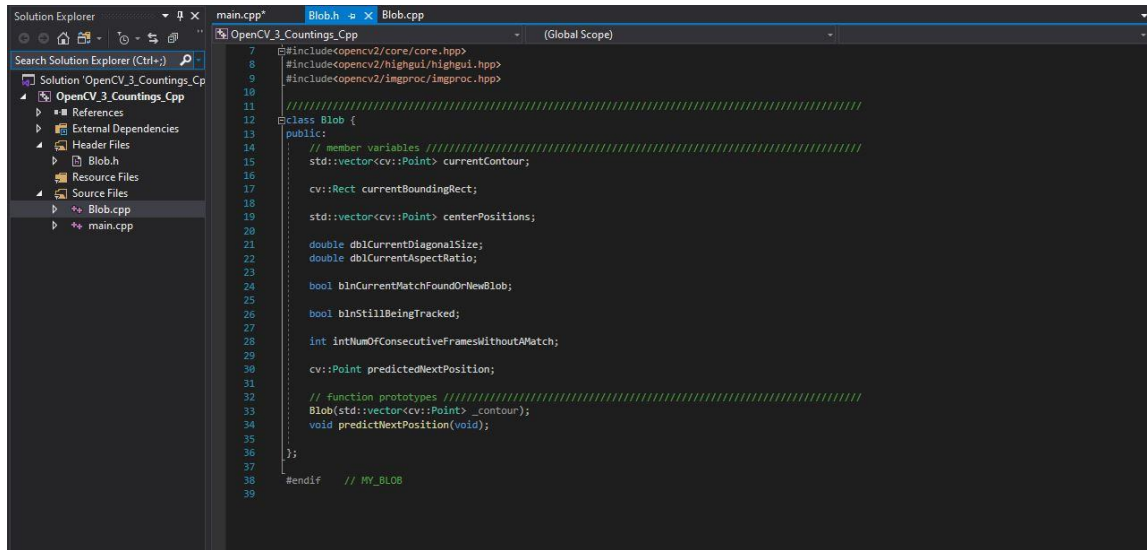 Solution Explorer
Search Solution Explorer (Ctrl+;)
Solution 'OpenCV_3_Countings_Cp
OpenCV_3_Countings_Cpp
References
External Dependencies
Header Files
Blob.h
Resource Files
Source Files
Blob.cpp
main.cpp
main.cpp* Blob.h Blob.cpp
OpenCV_3_Countings_Cpp (Global Scope)
7 #include<opencv2/core/core.hpp>
8 #include<opencv2/highgui/highgui.hpp>
9 #include<opencv2/imgproc/imgproc.hpp>
10
11 ///////////////////////////////////////////////////////////////////////////////////////////////////
12 class Blob {
13 public:
14 // member variables ///////////////////////////////////////////////////////////////////////////
15 std::vector<cv::Point> currentContour;
16
17 cv::Rect currentBoundingRect;
18
19 std::vector<cv::Point> centerPositions;
20
21 double dblCurrentDiagonalSize;
22 double dblCurrentAspectRatio;
23
24 bool blnCurrentMatchFoundOrNewBlob;
25
26 bool blnStillBeingTracked;
27
28 int intNumOfConsecutiveFramesWithoutAMatch;
29
30 cv::Point predictedNextPosition;
31
32 // function prototypes ////////////////////////////////////////////////////////////////////////
33 Blob(std::vector<cv::Point> _contour);
34 void predictNextPosition(void);
35
36 };
37
38 #endif // MY_BLOB
39